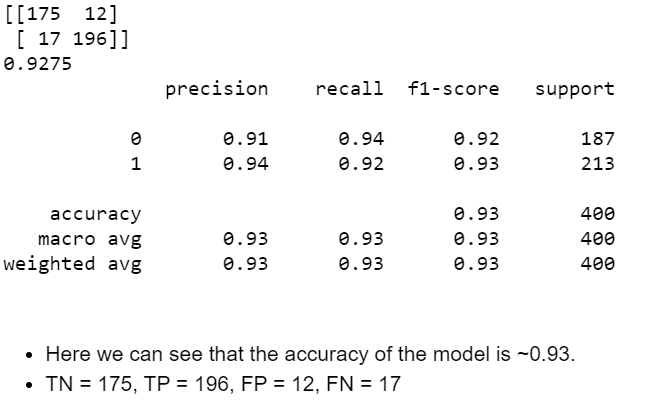 [[175 12]
[ 17 196]]
0.9275
precision recall f1-score support
0 0.91 0.94 0.92 187
1 0.94 0.92 0.93 213
accuracy 0.93 400
macro avg 0.93 0.93 0.93 400
weighted avg 0.93 0.93 0.93 400
• Here we can see that the accuracy of the model is ~0.93.
• TN = 175, TP = 196, FP = 12, FN = 17